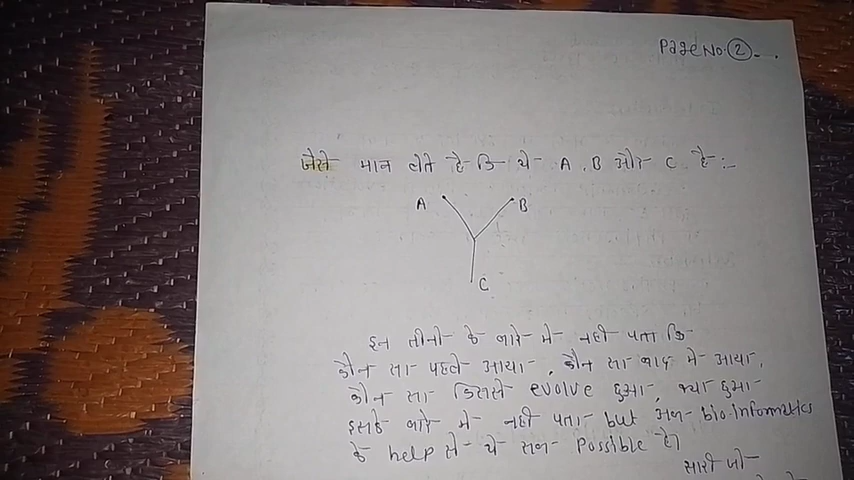 Page No. 2
जैसे मान लेते है कि ये A, B और C है :-
A
B
C
इन तीनो के बारे मे नही पता कि
कौन सा पहले आया, कौन सा बाद मे आया,
कौन सा किससे evolve हुआ, क्या हुआ
इसके बारे मे नही पता but अब bio-informatics
के help से ये सब possible है।
सारी जो